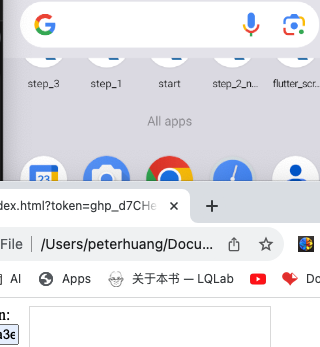 step_3 step_1 start step_2_n... flutter_scr...
All apps
23
dex.html?token=ghp_d7CHe
File /Users/peterhuang/Docu...
AI Apps 关于本书 — LQLab Do
n:
a3e